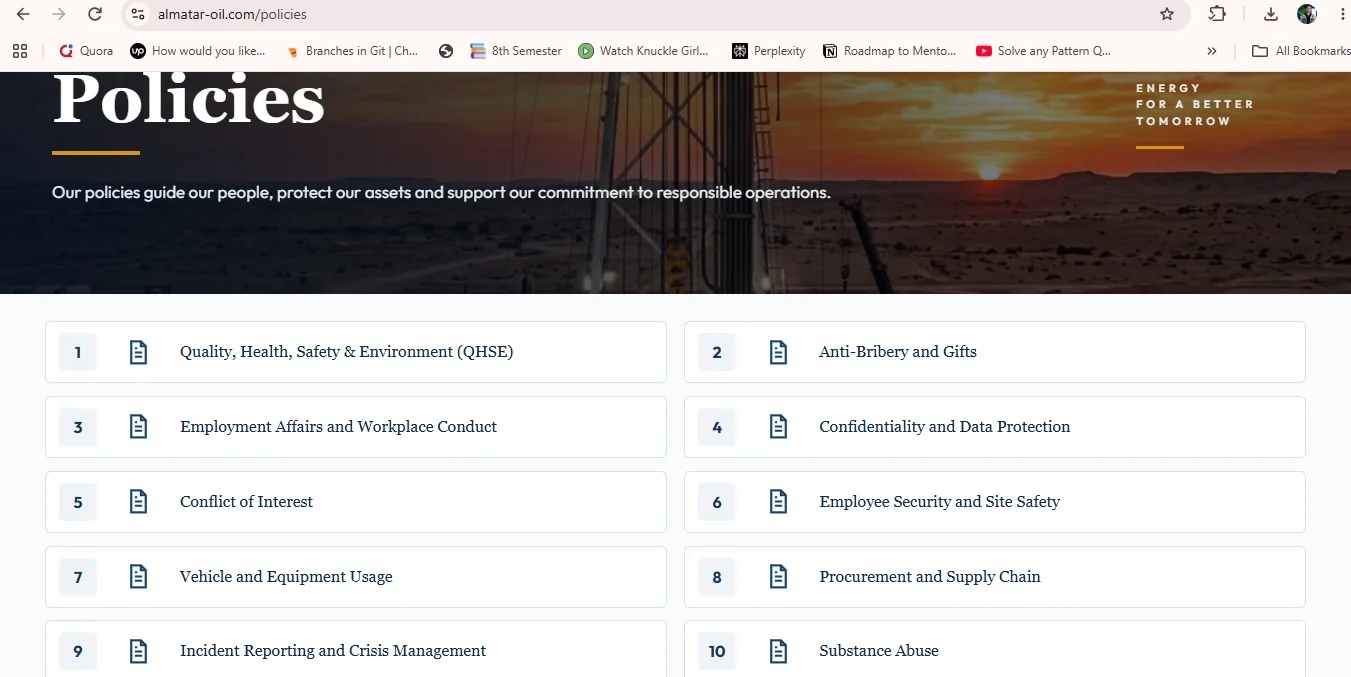 almatar-oil.com/policies
Quora
How would you like...
Branches in Git | Ch...
8th Semester
Watch Knuckle Girl...
Perplexity
Roadmap to Mento...
Solve any Pattern Q...
»
All Bookmarks
Policies
ENERGY
FOR A BETTER
TOMORROW
Our policies guide our people, protect our assets and support our commitment to responsible operations.
1 Quality, Health, Safety & Environment (QHSE)
2 Anti-Bribery and Gifts
3 Employment Affairs and Workplace Conduct
4 Confidentiality and Data Protection
5 Conflict of Interest
6 Employee Security and Site Safety
7 Vehicle and Equipment Usage
8 Procurement and Supply Chain
9 Incident Reporting and Crisis Management
10 Substance Abuse